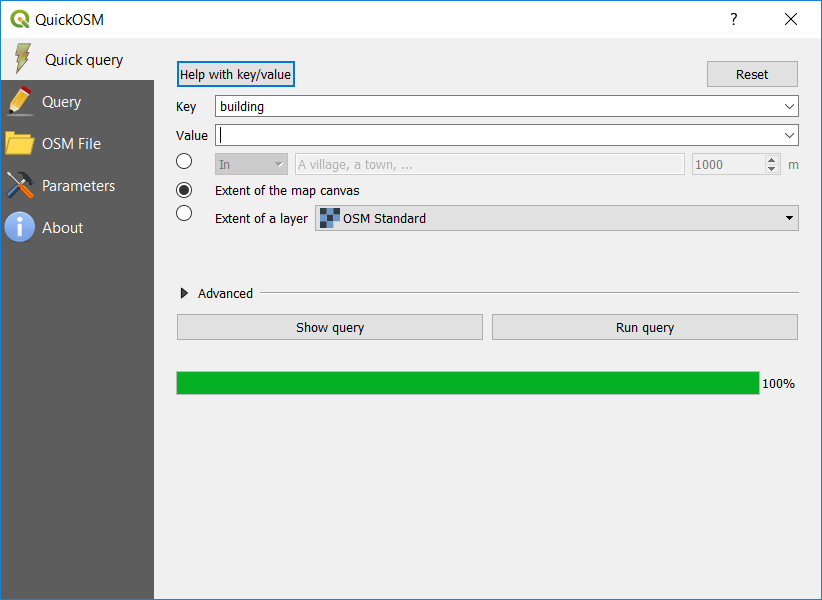 QuickOSM
?
Quick query
Query
OSM File
Parameters
About
Help with key/value
Reset
Key building
Value
In A village, a town, ... 1000 m
Extent of the map canvas
Extent of a layer OSM Standard
Advanced
Show query Run query
100%